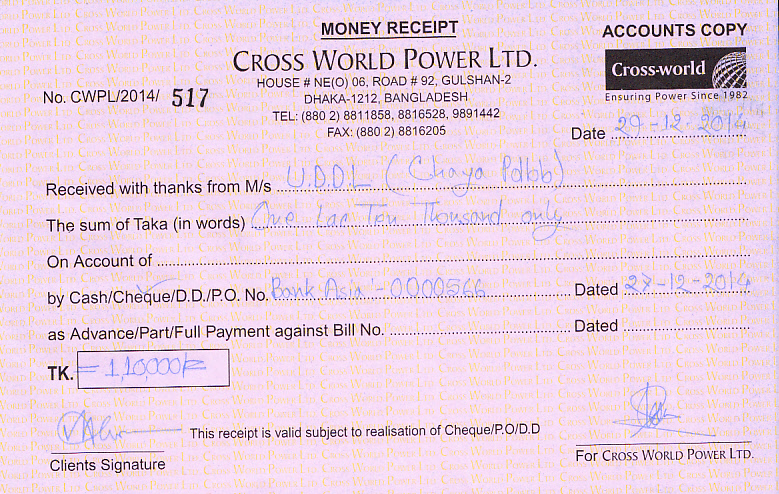 MONEY RECEIPT
ACCOUNTS COPY
CROSS WORLD POWER LTD.
Cross-world
Ensuring Power Since 1982
HOUSE # NE(O) 06, ROAD # 92, GULSHAN-2
DHAKA-1212, BANGLADESH
TEL: (880 2) 8811858, 8816528, 9891442
FAX: (880 2) 8816205
No. CWPL/2014/ 517
Date 29-12-2014
Received with thanks from M/s U.D.D.L (Chaya Pdbb)
The sum of Taka (in words) One Lac Ten Thousand only
On Account of
by Cash/Cheque/D.D./P.O. No. Bank Asia - 0000566 Dated 27-12-2014
as Advance/Part/Full Payment against Bill No. Dated
TK. = 1,10,000/=
This receipt is valid subject to realisation of Cheque/P.O/D.D
Clients Signature
For CROSS WORLD POWER LTD.